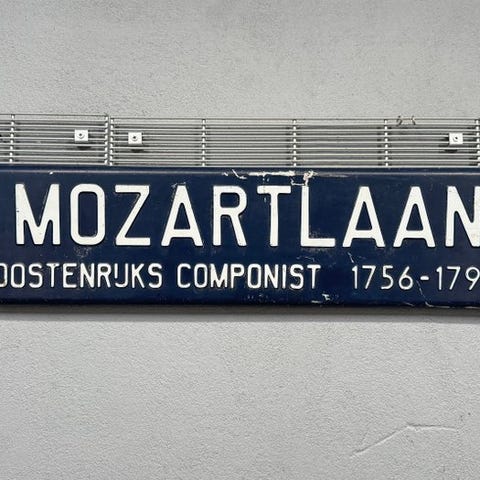 MOZARTLAAN
OOSTENRIJKS COMPONIST 1756-179